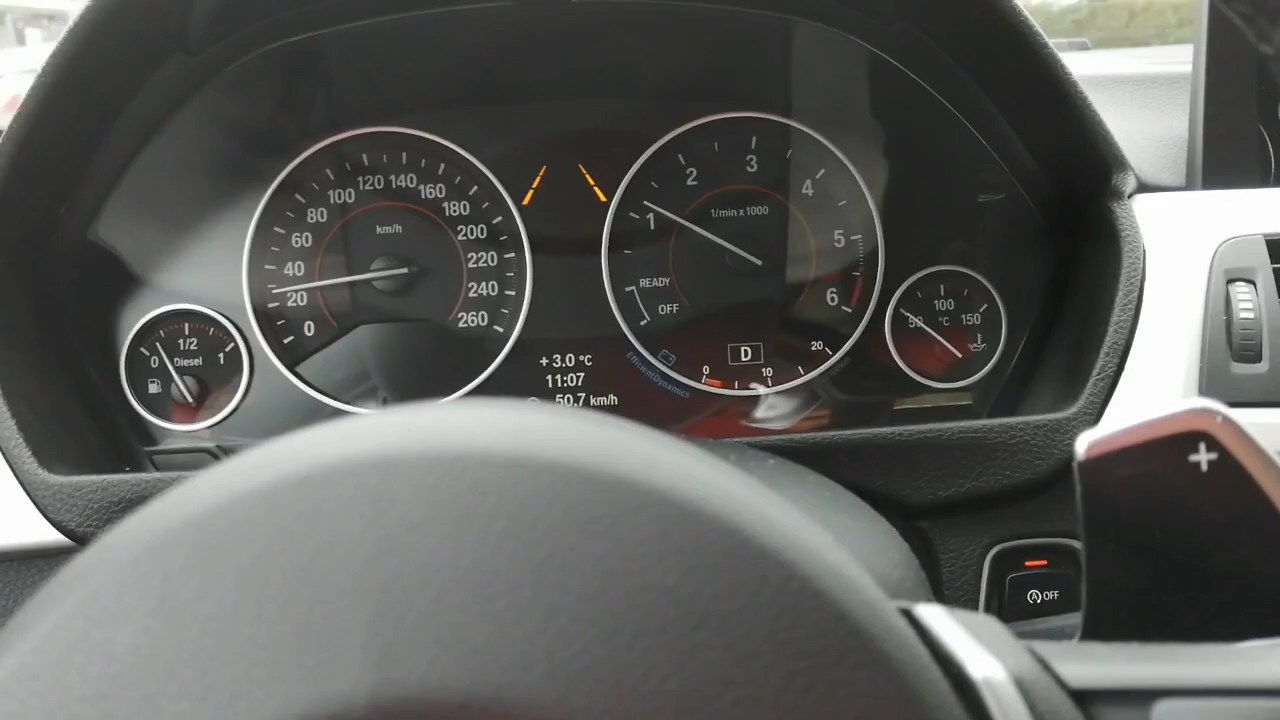 0 20 40 60 80 100 120 140 160 180 200 220 240 260
km/h
0 1/2 1
Diesel
+3.0 °C
11:07
50.7 km/h
1 2 3 4 5 6
1/min x 1000
READY
OFF
D
0 10 20
EfficientDynamics
50 100 150
°C
+
A OFF